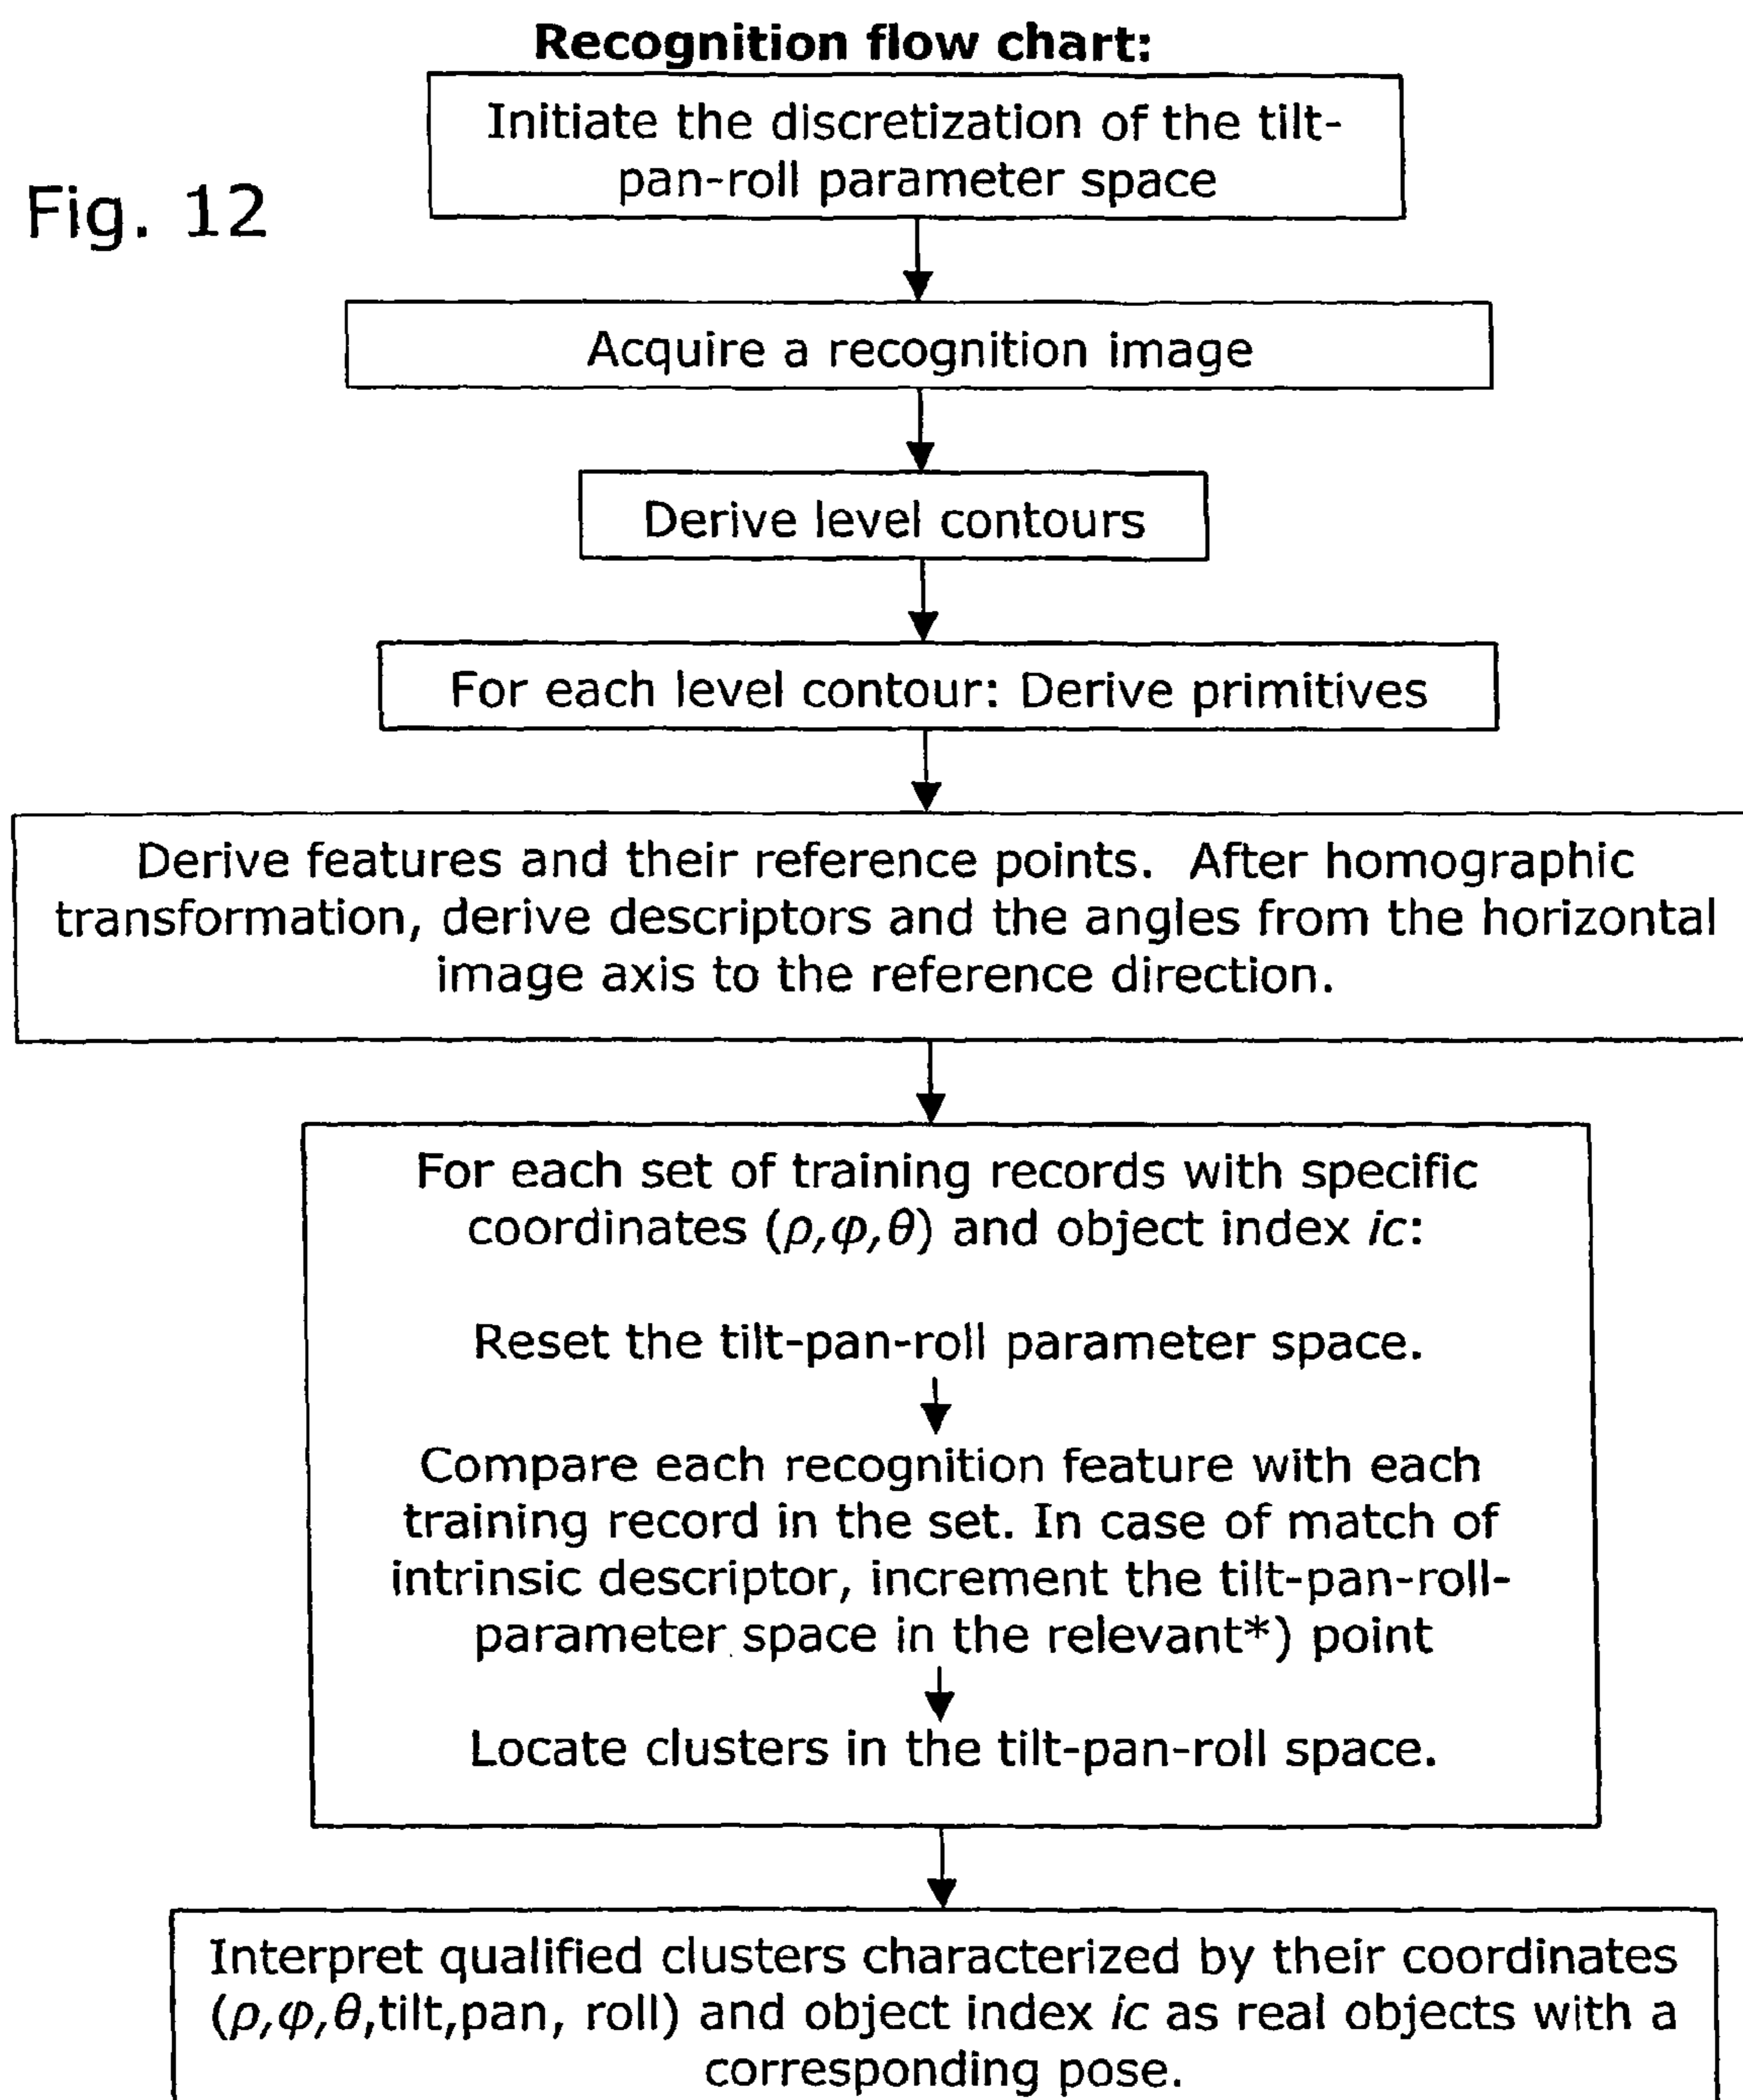 Recognition flow chart:
Fig. 12
Initiate the discretization of the tilt-
pan-roll parameter space
Acquire a recognition image
Derive level contours
For each level contour: Derive primitives
Derive features and their reference points. After homographic
transformation, derive descriptors and the angles from the horizontal
image axis to the reference direction.
For each set of training records with specific
coordinates (ρ,φ,θ) and object index ic:
Reset the tilt-pan-roll parameter space.
Compare each recognition feature with each
training record in the set. In case of match of
intrinsic descriptor, increment the tilt-pan-roll-
parameter space in the relevant*) point
Locate clusters in the tilt-pan-roll space.
Interpret qualified clusters characterized by their coordinates
(ρ,φ,θ,tilt,pan, roll) and object index ic as real objects with a
corresponding pose.